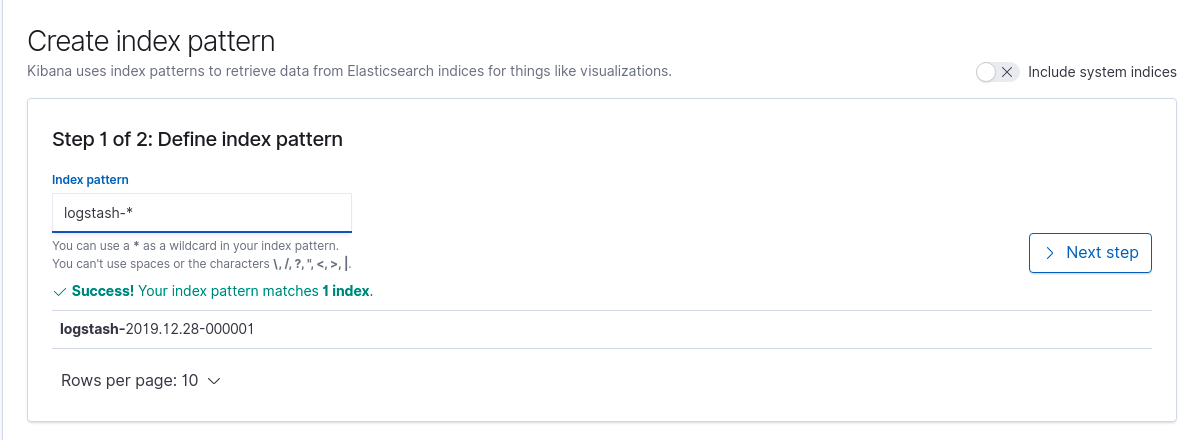 Create index pattern
Kibana uses index patterns to retrieve data from Elasticsearch indices for things like visualizations.
Include system indices
Step 1 of 2: Define index pattern
Index pattern
logstash-*
You can use a * as a wildcard in your index pattern.
You can't use spaces or the characters \, /, ?, ", <, >, |.
Next step
Success! Your index pattern matches 1 index.
logstash-2019.12.28-000001
Rows per page: 10